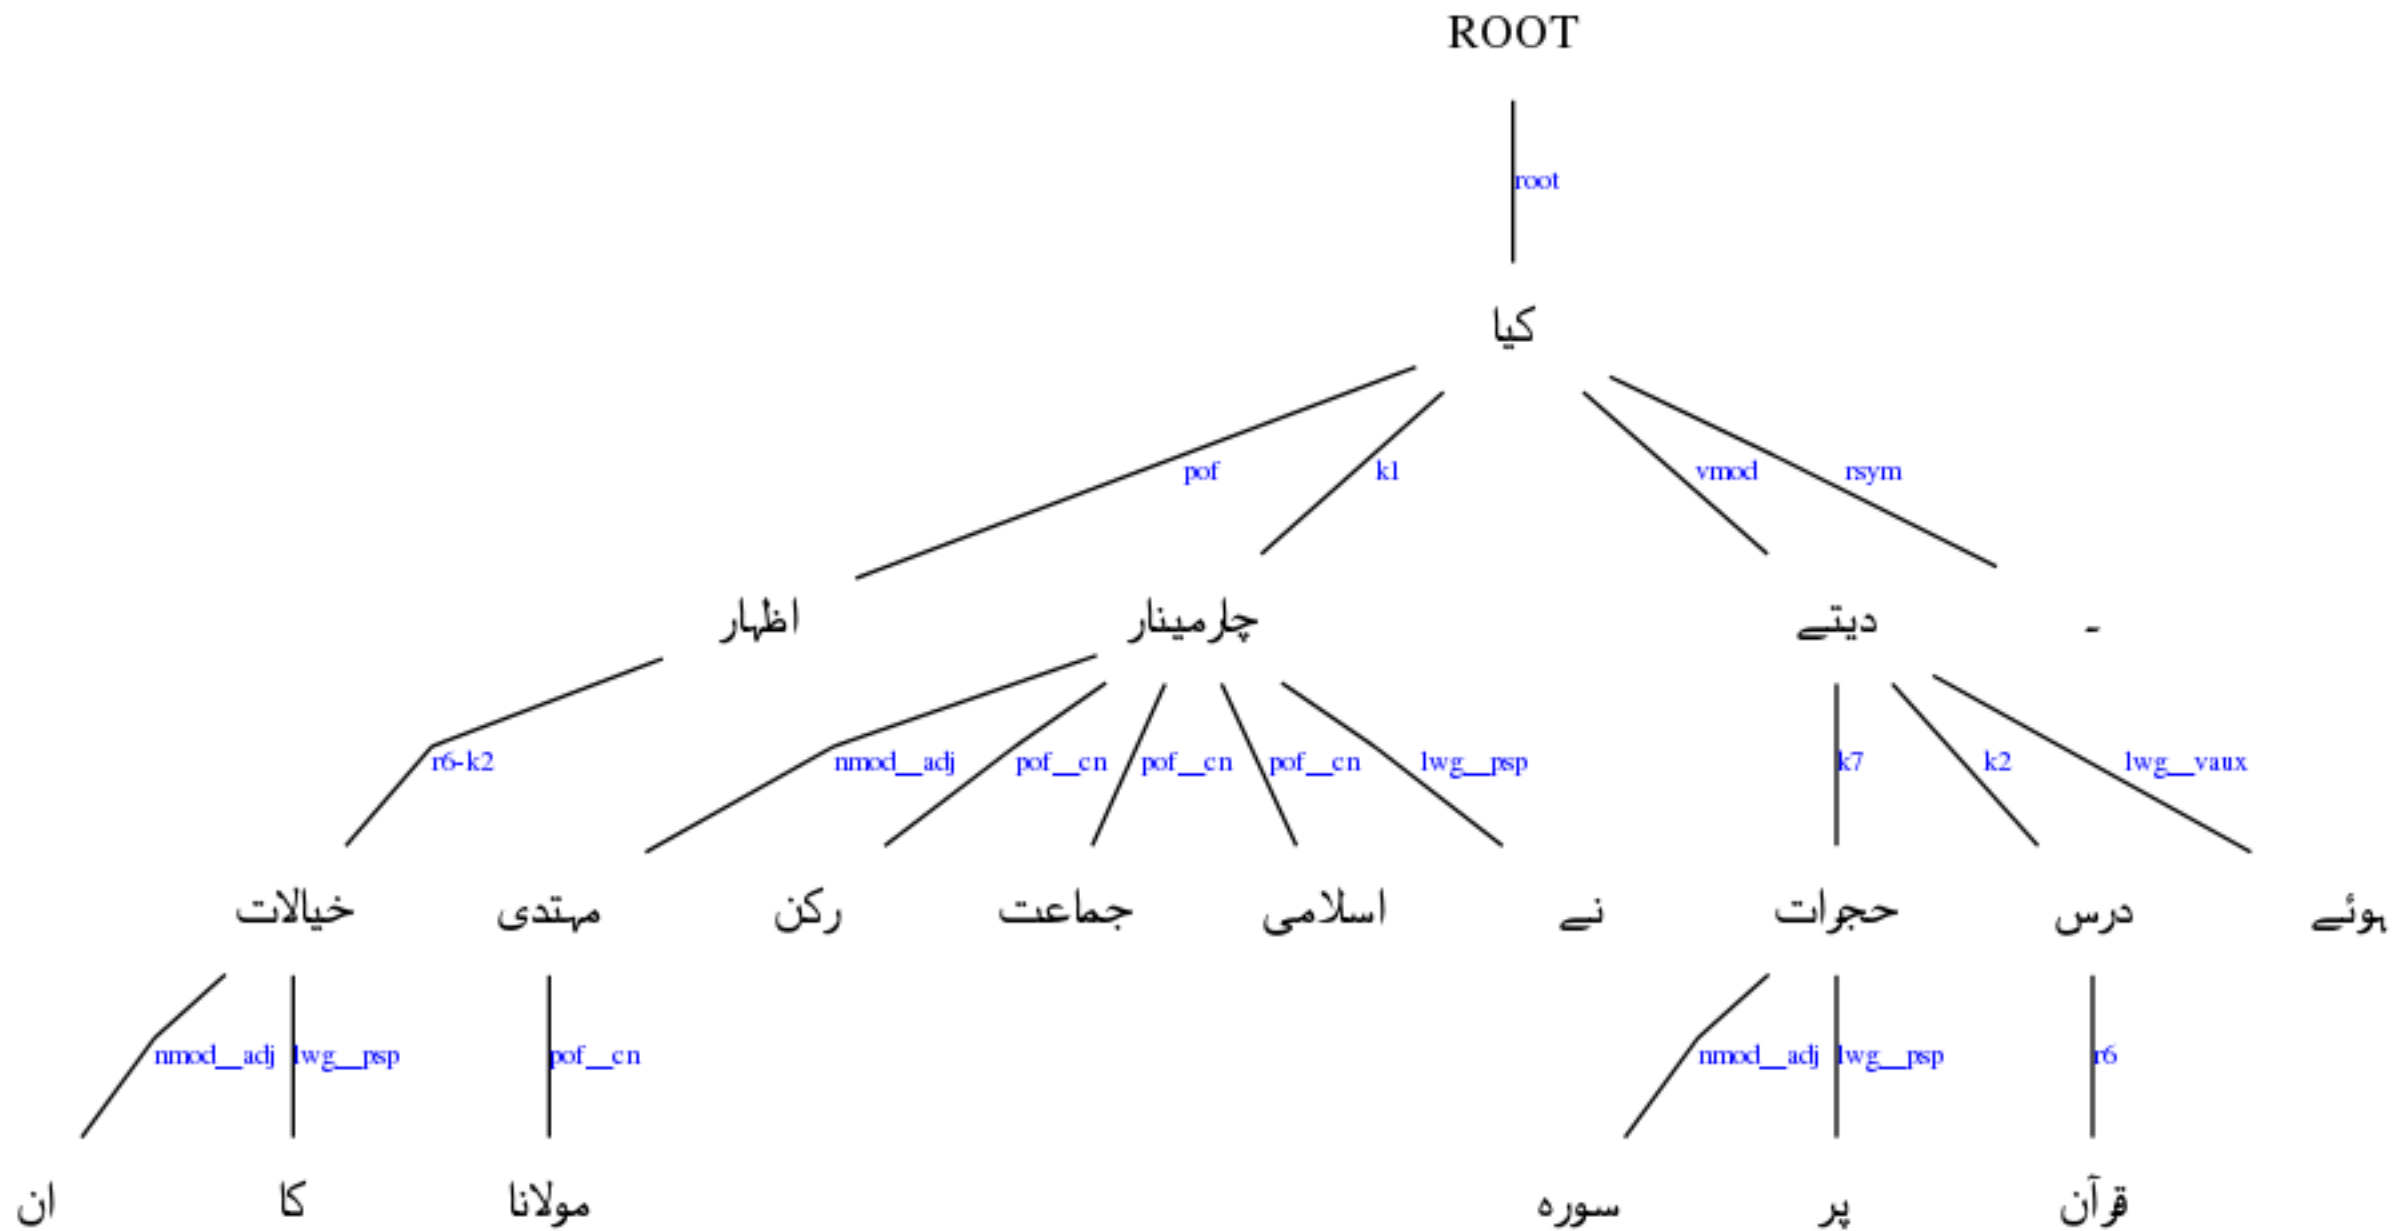 ROOT
root
کیا
pof k1 vmod rsym
اظہار چارمینار دیتے ۔
r6-k2 nmod__adj pof__cn pof__cn pof__cn lwg__psp k7 k2 lwg__vaux
خیالات مہتدی رکن جماعت اسلامی نے حجرات درس ہوئے
nmod__adj lwg__psp pof__cn nmod__adj lwg__psp r6
ان کا مولانا سورہ پر قرآن